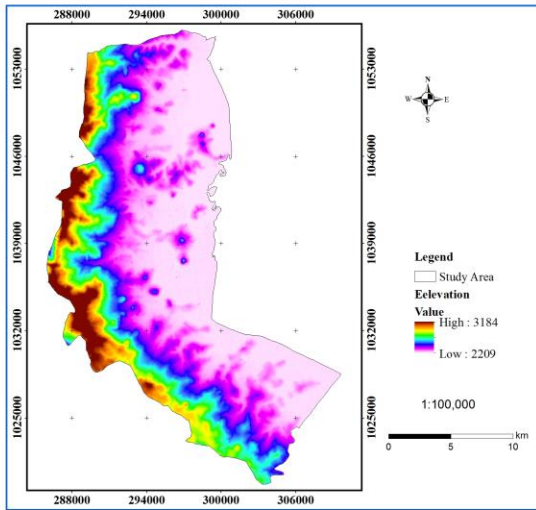 288000 294000 300000 306000
1053000
1046000
1039000
1032000
1025000
288000 294000 300000 306000
1053000
1046000
1039000
1032000
1025000
N
W E
S
Legend
Study Area
Eelevation
Value
High : 3184
Low : 2209
1:100,000
km
0 5 10